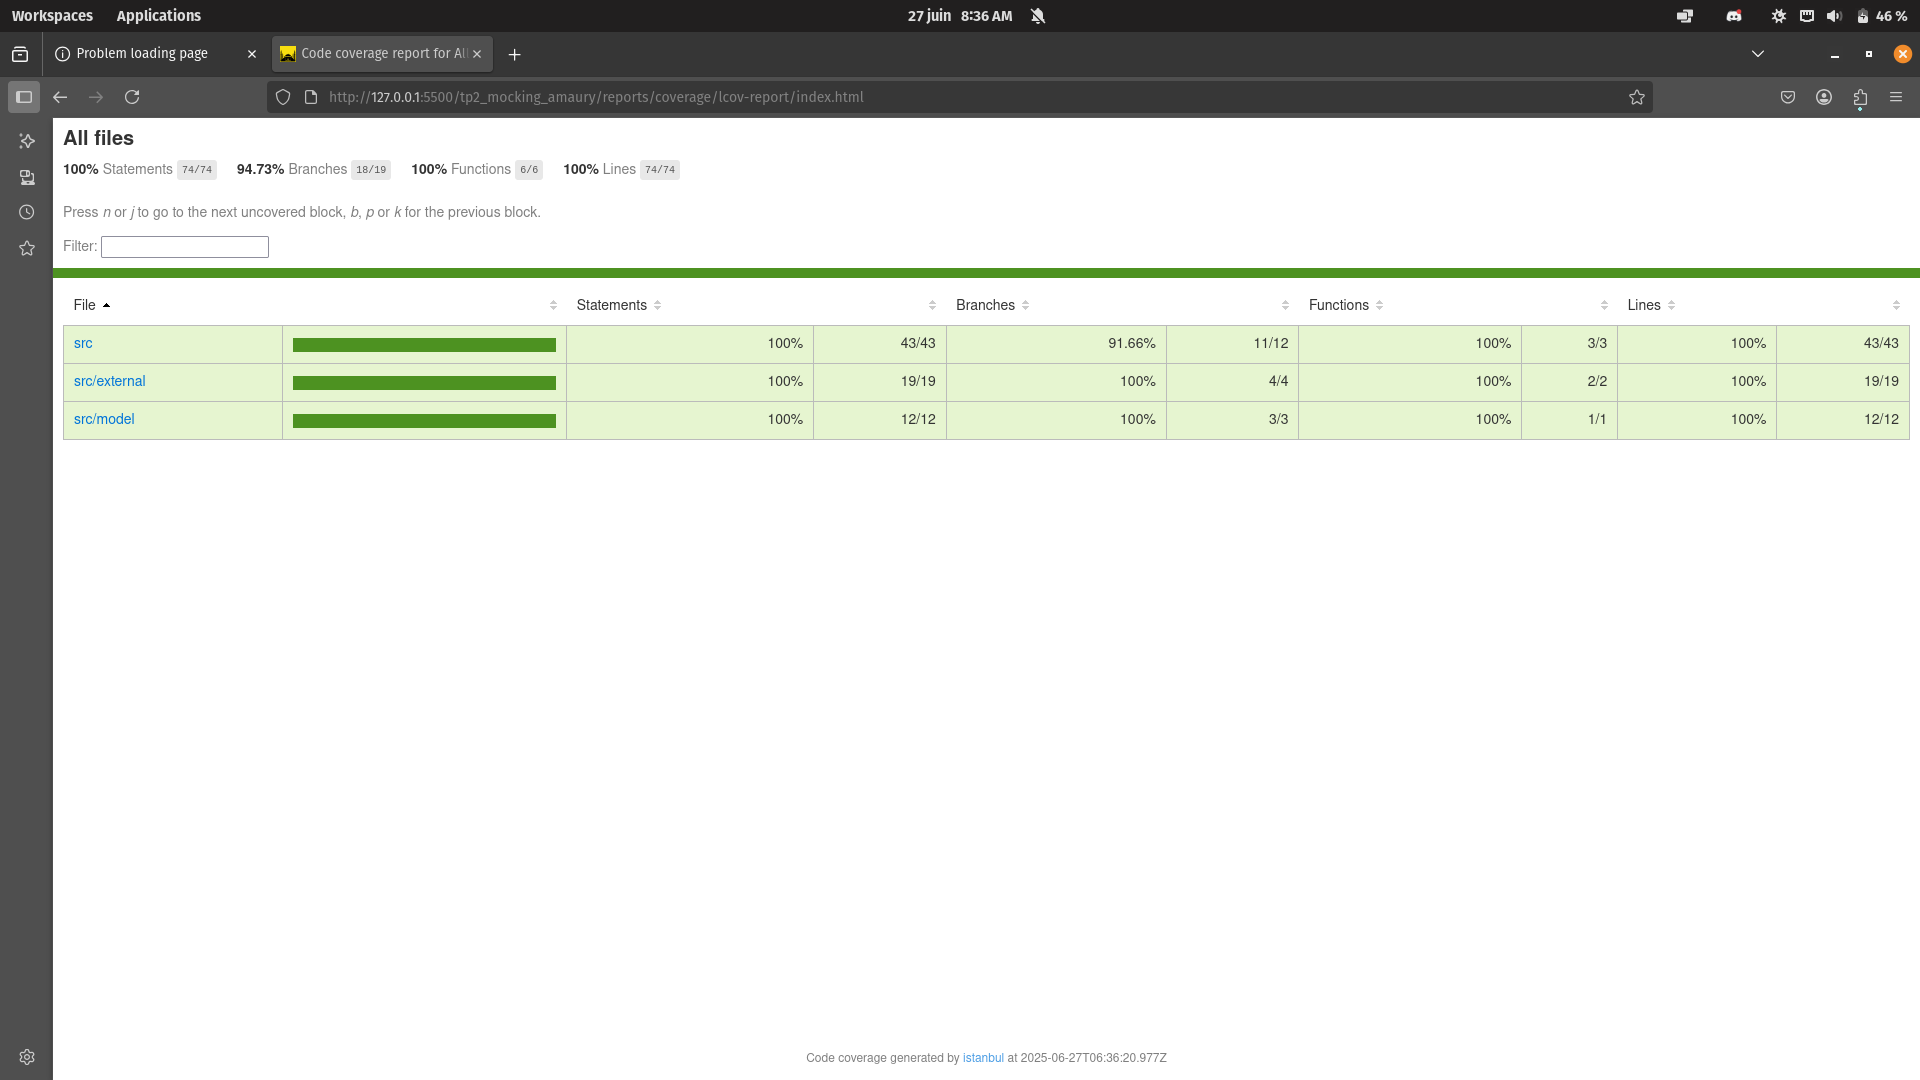 Workspaces Applications 27 juin 8:36 AM 46 %
Problem loading page Code coverage report for All
http://127.0.0.1:5500/tp2_mocking_amaury/reports/coverage/lcov-report/index.html
All files
100% Statements 74/74 94.73% Branches 18/19 100% Functions 6/6 100% Lines 74/74
Press n or j to go to the next uncovered block, b, p or k for the previous block.
Filter:
File Statements Branches Functions Lines
src 100% 43/43 91.66% 11/12 100% 3/3 100% 43/43
src/external 100% 19/19 100% 4/4 100% 2/2 100% 19/19
src/model 100% 12/12 100% 3/3 100% 1/1 100% 12/12
Code coverage generated by istanbul at 2025-06-27T06:36:20.977Z